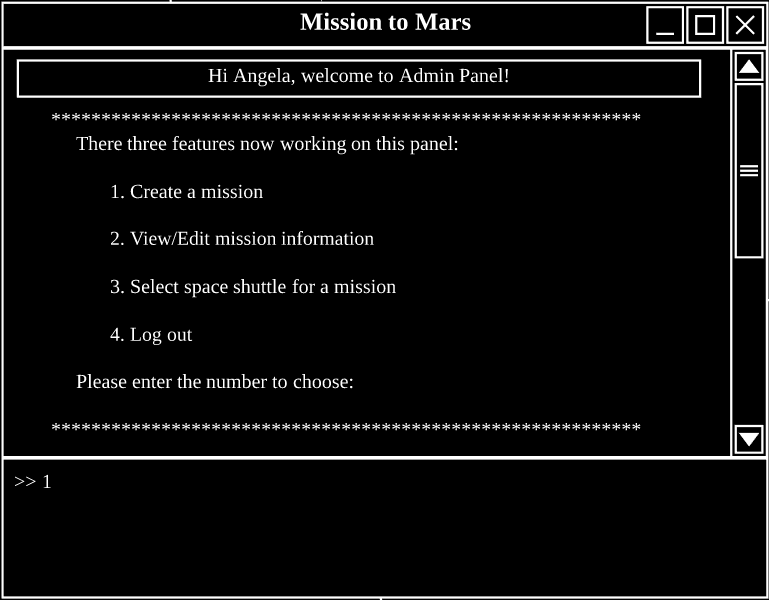 Mission to Mars
Hi Angela, welcome to Admin Panel!
***********************************************************
There three features now working on this panel:
1. Create a mission
2. View/Edit mission information
3. Select space shuttle for a mission
4. Log out
Please enter the number to choose:
***********************************************************
>> 1